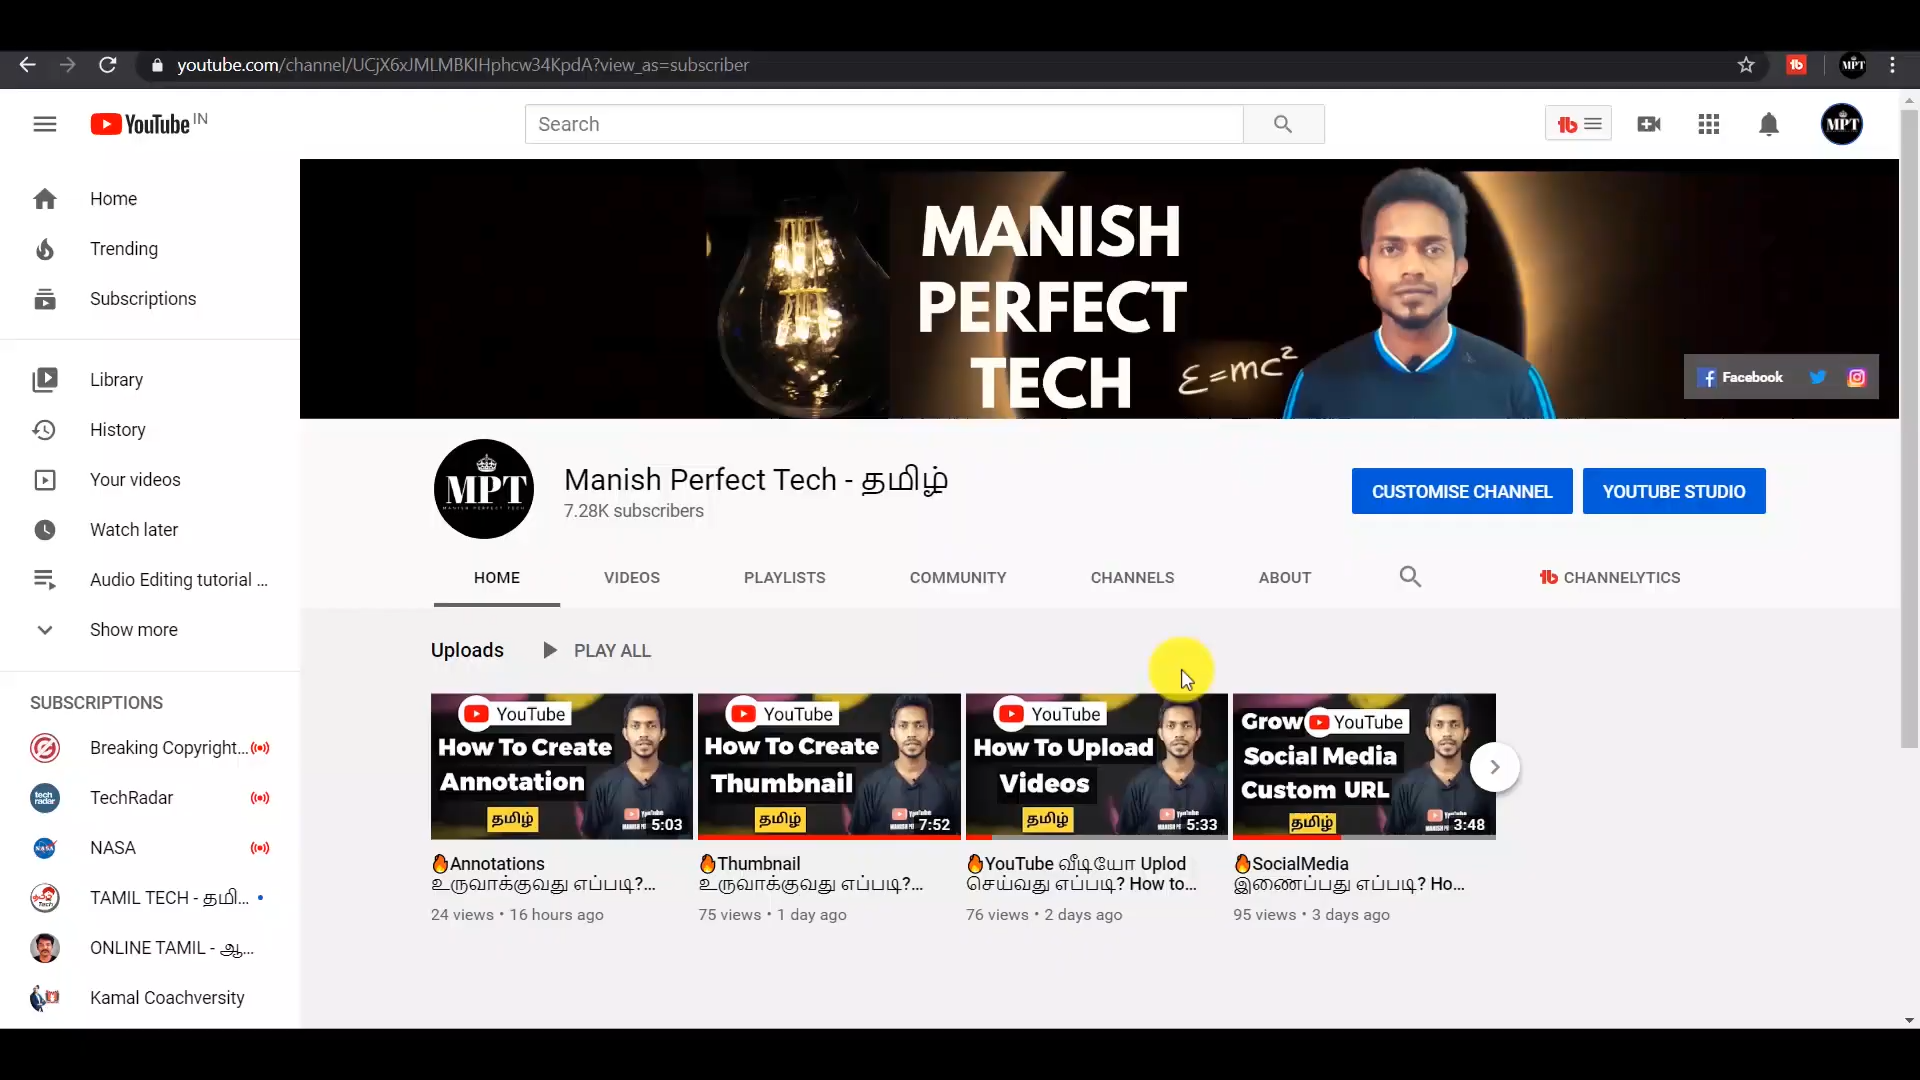 youtube.com/channel/UCjX6xJMLMBKIHphcw34KpdA?view_as=subscriber
MPT
YouTube IN
Search
MPT
Home
Trending
Subscriptions
Library
History
Your videos
Watch later
Audio Editing tutorial ...
Show more
SUBSCRIPTIONS
Breaking Copyright...
tech radar TechRadar
NASA
TAMIL TECH - தமி...
ONLINE TAMIL - ஆ...
Kamal Coachversity
MANISH
PERFECT
TECH
E=mc²
Facebook
MPT
MANISH PERFECT TECH
Manish Perfect Tech - தமிழ்
7.28K subscribers
CUSTOMISE CHANNEL
YOUTUBE STUDIO
HOME VIDEOS PLAYLISTS COMMUNITY CHANNELS ABOUT CHANNELYTICS
Uploads PLAY ALL
YouTube
How To Create
Annotation
தமிழ்
5:03
🔥Annotations
உருவாக்குவது எப்படி?...
24 views • 16 hours ago
YouTube
How To Create
Thumbnail
தமிழ்
7:52
🔥Thumbnail
உருவாக்குவது எப்படி?...
75 views • 1 day ago
YouTube
How To Upload
Videos
தமிழ்
5:33
🔥YouTube வீடியோ Uplod
செய்வது எப்படி? How to...
76 views • 2 days ago
Grow YouTube
Social Media
Custom URL
தமிழ்
3:48
🔥SocialMedia
இணைப்பது எப்படி? Ho...
95 views • 3 days ago